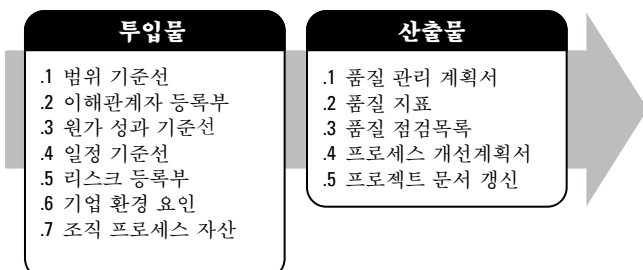 투입물
.1 범위 기준선
.2 이해관계자 등록부
.3 원가 성과 기준선
.4 일정 기준선
.5 리스크 등록부
.6 기업 환경 요인
.7 조직 프로세스 자산
산출물
.1 품질 관리 계획서
.2 품질 지표
.3 품질 점검목록
.4 프로세스 개선계획서
.5 프로젝트 문서 갱신